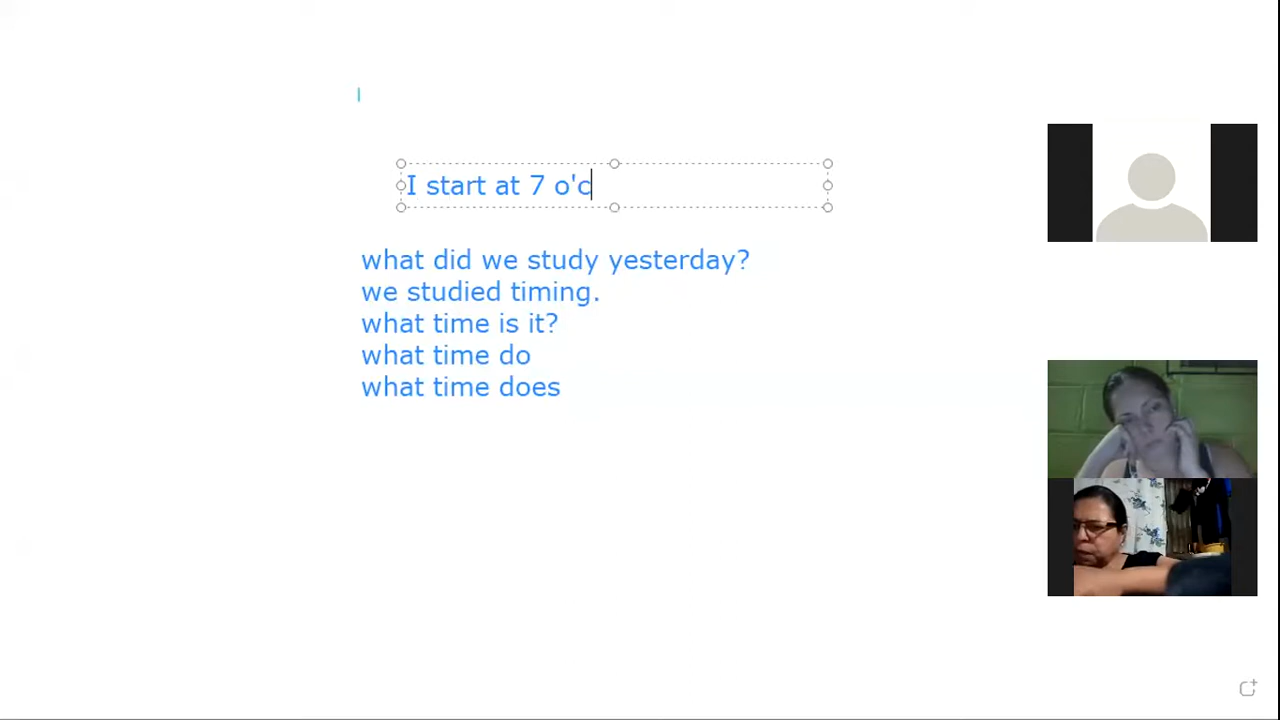 I start at 7 o'c
what did we study yesterday?
we studied timing.
what time is it?
what time do
what time does